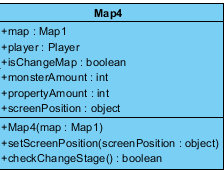 Map4
+map : Map1
+player : Player
+isChangeMap : boolean
+monsterAmount : int
+propertyAmount : int
+screenPosition : object
+Map4(map : Map1)
+setScreenPosition(screenPosition : object)
+checkChangeStage() : boolean